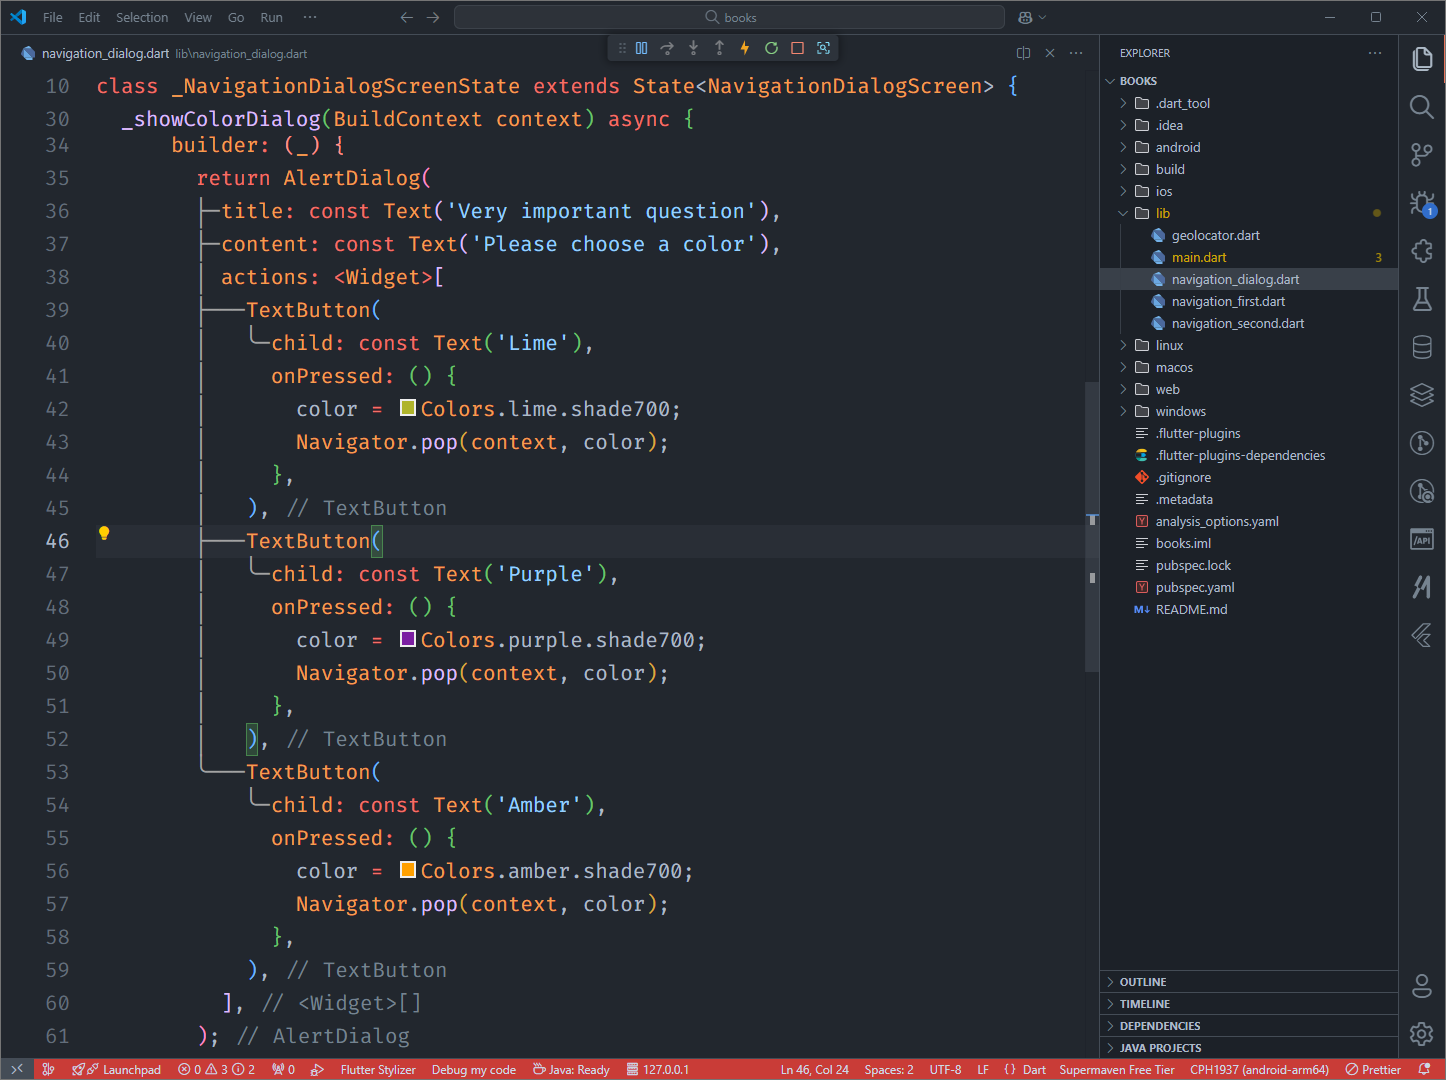 File Edit Selection View Go Run ··· books
navigation_dialog.dart lib\navigation_dialog.dart
10 class _NavigationDialogScreenState extends State<NavigationDialogScreen> {
30 _showColorDialog(BuildContext context) async {
34 builder: (_) {
35 return AlertDialog(
36 title: const Text('Very important question'),
37 content: const Text('Please choose a color'),
38 actions: <Widget>[
39 TextButton(
40 child: const Text('Lime'),
41 onPressed: () {
42 color = Colors.lime.shade700;
43 Navigator.pop(context, color);
44 },
45 ), // TextButton
46 TextButton(
47 child: const Text('Purple'),
48 onPressed: () {
49 color = Colors.purple.shade700;
50 Navigator.pop(context, color);
51 },
52 ), // TextButton
53 TextButton(
54 child: const Text('Amber'),
55 onPressed: () {
56 color = Colors.amber.shade700;
57 Navigator.pop(context, color);
58 },
59 ), // TextButton
60 ], // <Widget>[]
61 ); // AlertDialog
EXPLORER
BOOKS
.dart_tool
.idea
android
build
ios
lib
geolocator.dart
main.dart 3
navigation_dialog.dart
navigation_first.dart
navigation_second.dart
linux
macos
web
windows
.flutter-plugins
.flutter-plugins-dependencies
.gitignore
.metadata
Y analysis_options.yaml
books.iml
pubspec.lock
Y pubspec.yaml
M↓ README.md
OUTLINE
TIMELINE
DEPENDENCIES
JAVA PROJECTS
1
/API
Launchpad 0 3 2 0 Flutter Stylizer Debug my code Java: Ready 127.0.0.1 Ln 46, Col 24 Spaces: 2 UTF-8 LF {} Dart Supermaven Free Tier CPH1937 (android-arm64) Prettier